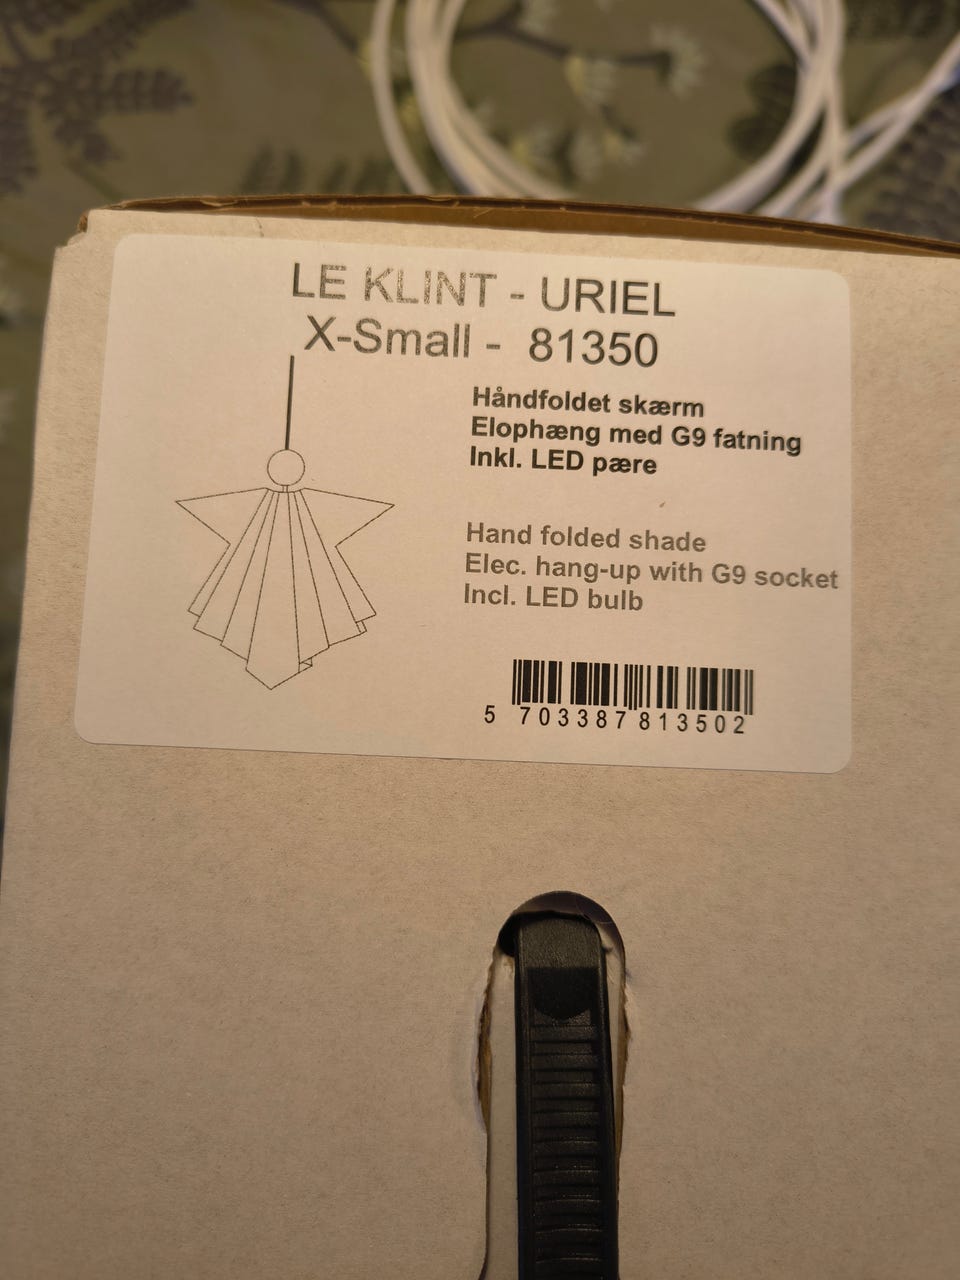 LE KLINT - URIEL
X-Small - 81350
Håndfoldet skærm
Elophæng med G9 fatning
Inkl. LED pære
Hand folded shade
Elec. hang-up with G9 socket
Incl. LED bulb
5 703387 813502